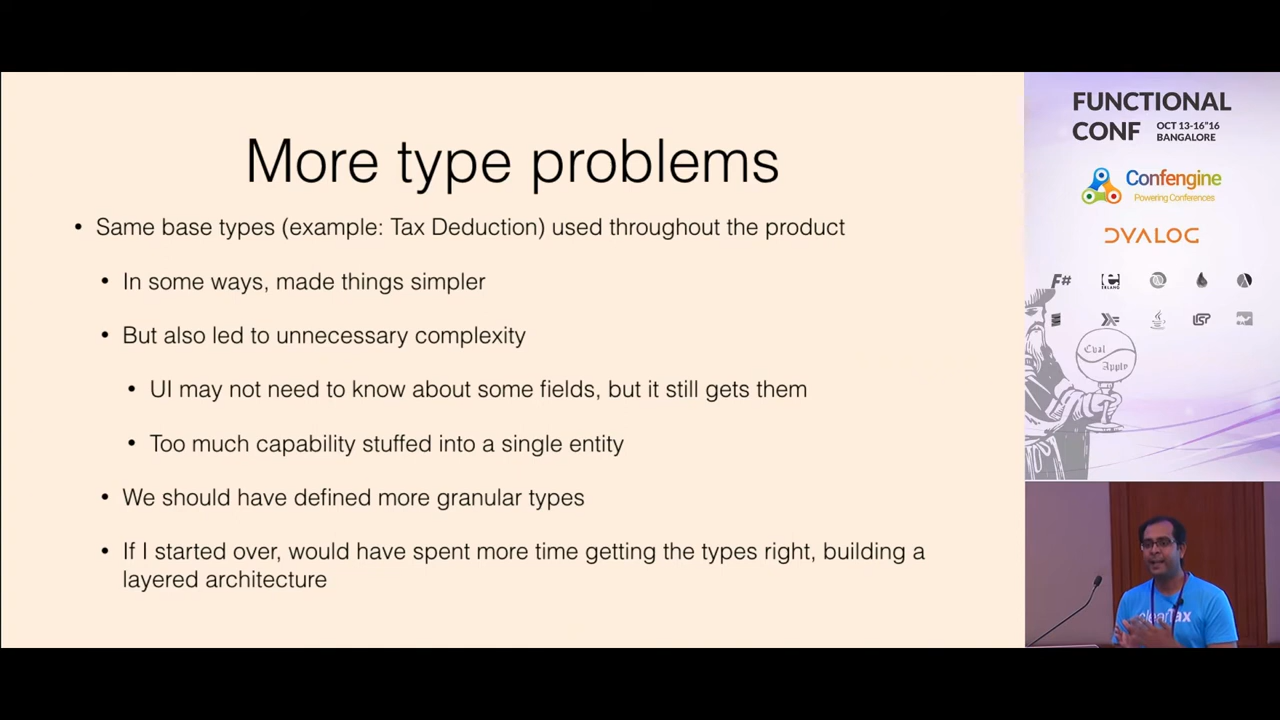 More type problems
• Same base types (example: Tax Deduction) used throughout the product
• In some ways, made things simpler
• But also led to unnecessary complexity
• UI may not need to know about some fields, but it still gets them
• Too much capability stuffed into a single entity
• We should have defined more granular types
• If I started over, would have spent more time getting the types right, building a
layered architecture
FUNCTIONAL
CONF
OCT 13-16"16
BANGALORE
Confengine
Powering Conferences
DYALOG
F#
ERLANG
LISP
Eval
Apply
clearTax